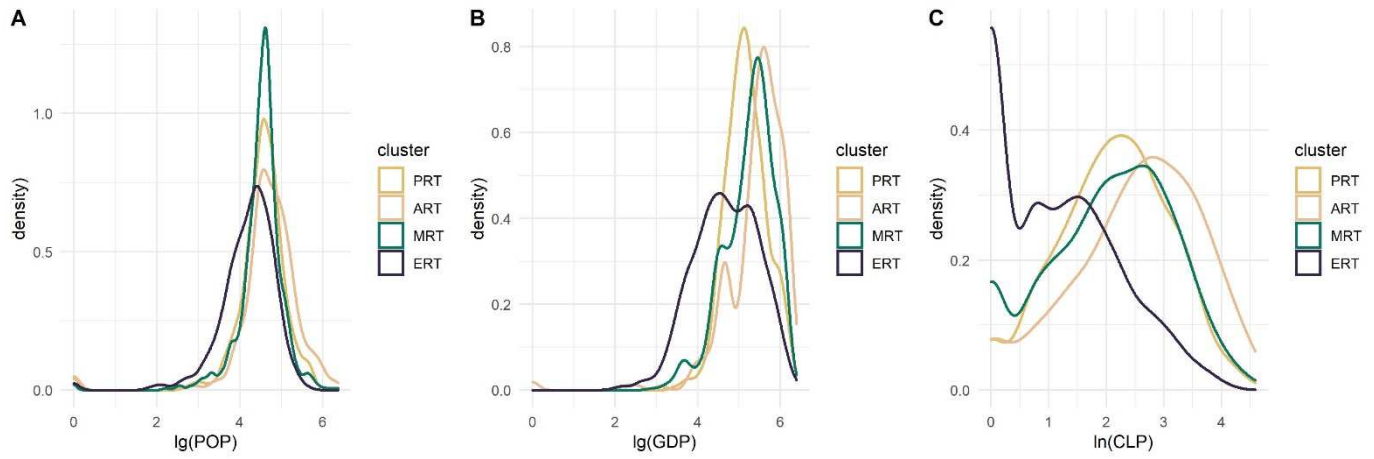 A
density)
1.0
0.5
0.0
0
2
4
6
lg(POP)
cluster
PRT
ART
MRT
ERT
B
density)
0.8
0.6
0.4
0.2
0.0
0
2
4
6
lg(GDP)
cluster
PRT
ART
MRT
ERT
C
density)
0.4
0.2
0.0
0
1
2
3
4
ln(CLP)
cluster
PRT
ART
MRT
ERT